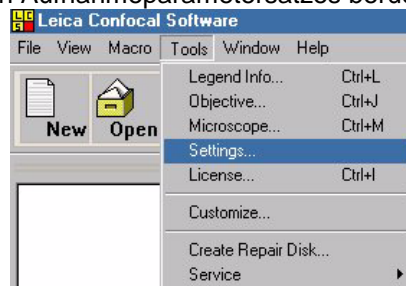 Aufnahmeparametersatzes
Leica Confocal Software
File View Macro Tools Window Help
New Open
Legend Info... Ctrl+L
Objective... Ctrl+J
Microscope... Ctrl+M
Settings...
License... Ctrl+I
Customize...
Create Repair Disk...
Service